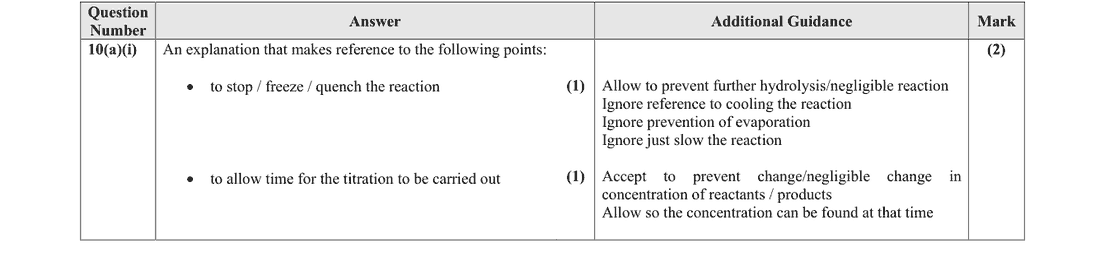 Question Number Answer Additional Guidance Mark
10(a)(i) An explanation that makes reference to the following points: (2)
• to stop / freeze / quench the reaction (1) Allow to prevent further hydrolysis/negligible reaction
Ignore reference to cooling the reaction
Ignore prevention of evaporation
Ignore just slow the reaction
• to allow time for the titration to be carried out (1) Accept to prevent change/negligible change in
concentration of reactants / products
Allow so the concentration can be found at that time